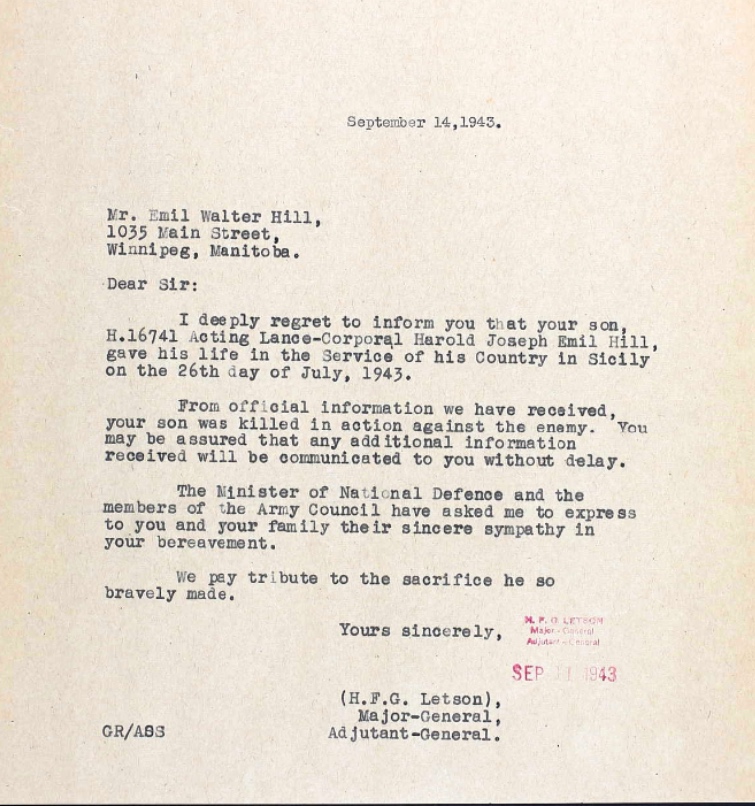 September 14,1943.
Mr. Emil Walter Hill,
1035 Main Street,
Winnipeg, Manitoba.
Dear Sir:
I deeply regret to inform you that your son,
H.16741 Acting Lance-Corporal Harold Joseph Emil Hill,
gave his life in the Service of his Country in Sicily
on the 26th day of July, 1943.
From official information we have received,
your son was killed in action against the enemy. You
may be assured that any additional information
received will be communicated to you without delay.
The Minister of National Defence and the
members of the Army Council have asked me to express
to you and your family their sincere sympathy in
your bereavement.
We pay tribute to the sacrifice he so
bravely made.
Yours sincerely,
H. F. G LETSON
Major - General
Adjutant - General
SEP 1943
(H.F.G. Letson),
Major-General,
Adjutant-General.
GR/ASS